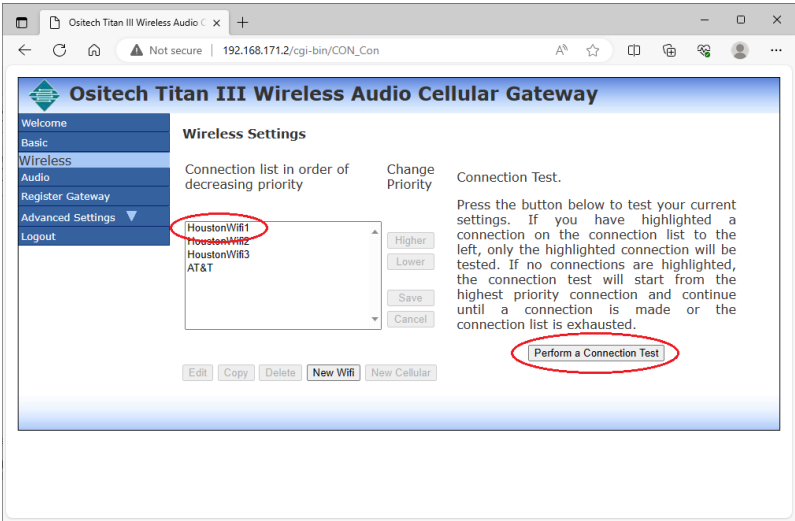 Ositech Titan III Wireless Audio C
Not secure | 192.168.171.2/cgi-bin/CON_Con
Ositech Titan III Wireless Audio Cellular Gateway
Welcome
Basic
Wireless
Audio
Register Gateway
Advanced Settings
Logout
Wireless Settings
Connection list in order of
decreasing priority
Change
Priority
HoustonWifi1
HoustonWifi2
HoustonWifi3
AT&T
Higher
Lower
Save
Cancel
Edit Copy Delete New Wifi New Cellular
Connection Test.
Press the button below to test your current
settings. If you have highlighted a
connection on the connection list to the
left, only the highlighted connection will be
tested. If no connections are highlighted,
the connection test will start from the
highest priority connection and continue
until a connection is made or the
connection list is exhausted.
Perform a Connection Test